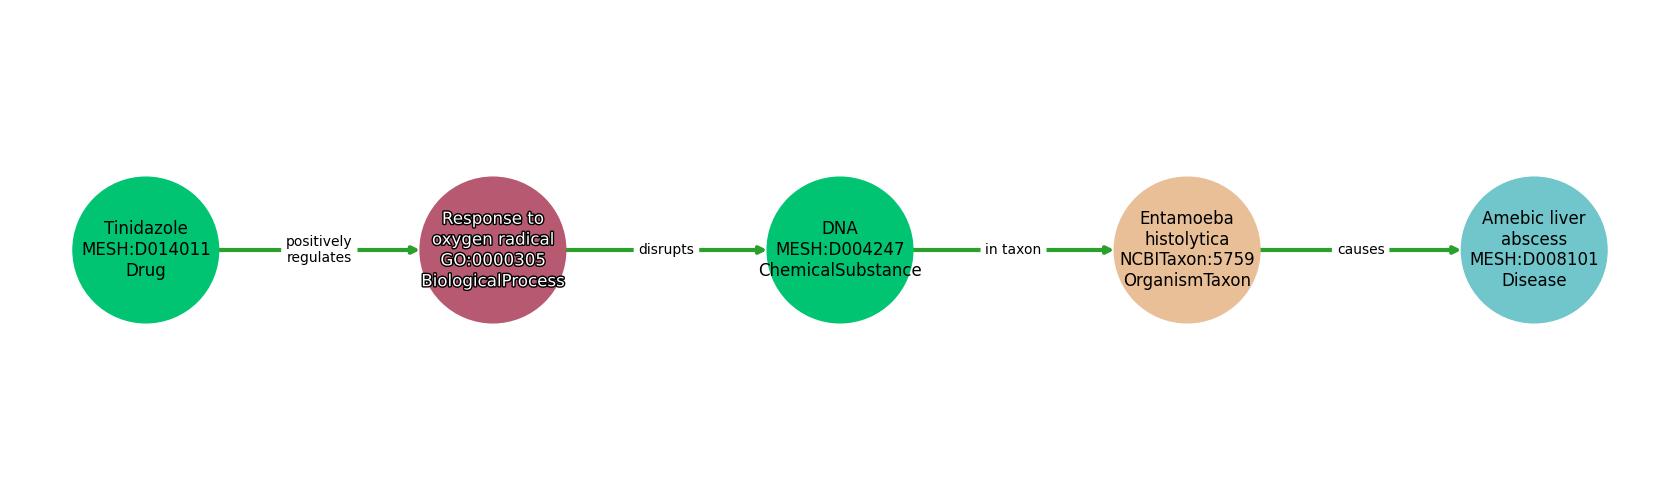 Tinidazole
MESH:D014011
Drug
positively
regulates
Response to
oxygen radical
GO:0000305
BiologicalProcess
disrupts
DNA
MESH:D004247
ChemicalSubstance
in taxon
Entamoeba
histolytica
NCBITaxon:5759
OrganismTaxon
causes
Amebic liver
abscess
MESH:D008101
Disease